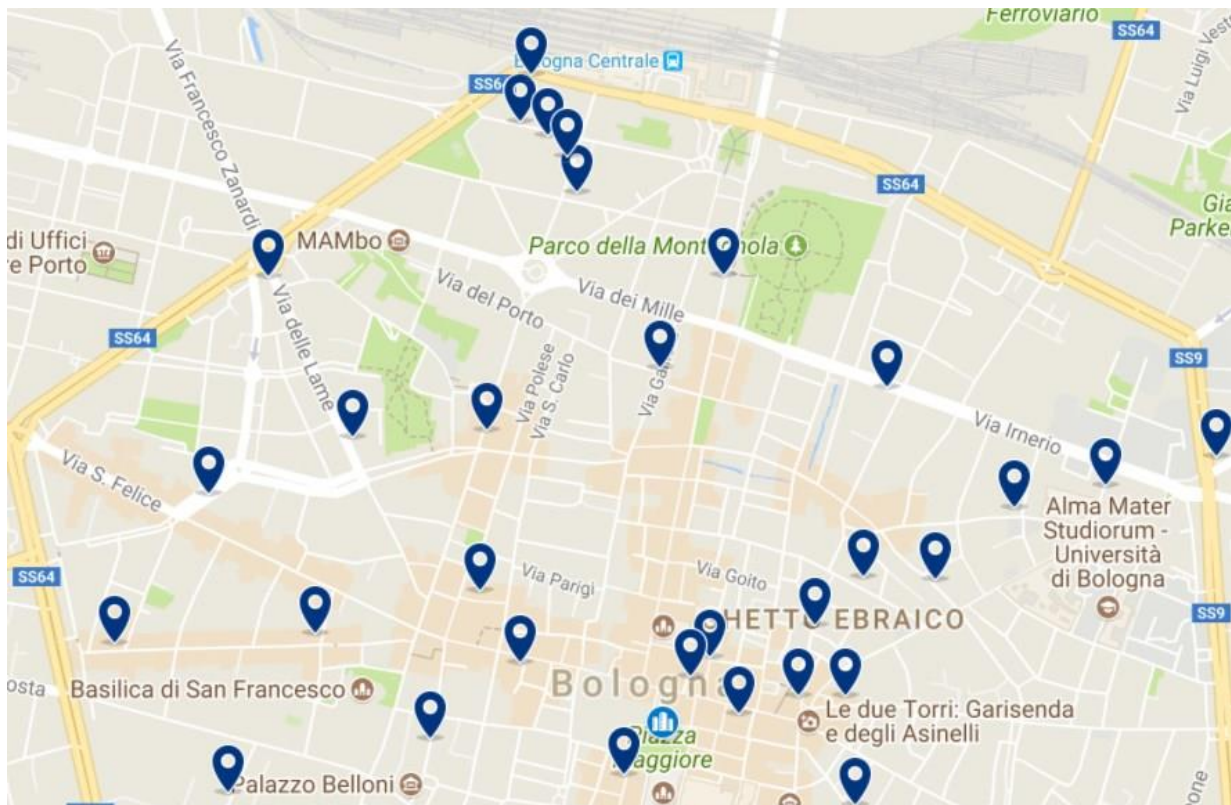 Ferroviario
SS64
Via Luigi Vest
Via Francesco Zanardi
Bologna Centrale
SS64
SS64
Gia
Parker
di Uffici
re Porto
MAMbo
Parco della Montagnola
Via del Porto
Via dei Mille
Via delle Lame
SS64
SS9
Via Polese
Via S. Carlo
Via Irnerio
Via S. Felice
Alma Mater
Studiorum -
Università
di Bologna
SS64
Via Parigi
Via Goito
HETTO EBRAICO
SS9
osta
Basilica di San Francesco
Bologna
Le due Torri: Garisenda
e degli Asinelli
Piazza
Maggiore
Palazzo Belloni
one